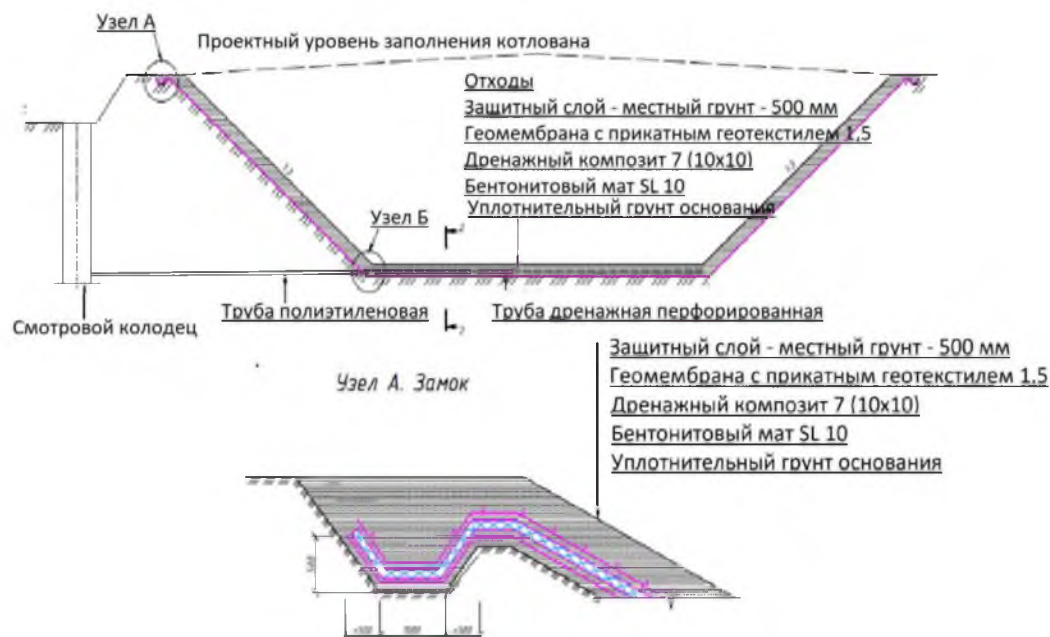 Узел А
Проектный уровень заполнения котлована
Отходы
Защитный слой - местный грунт - 500 мм
Геомембрана с прикатным геотекстилем 1,5
Дренажный композит 7 (10х10)
Бентонитовый мат SL 10
Уплотнительный грунт основания
Узел Б
Труба полиэтиленовая
Труба дренажная перфорированная
Смотровой колодец
Защитный слой - местный грунт - 500 мм
Геомембрана с прикатным геотекстилем 1.5
Дренажный композит 7 (10х10)
Бентонитовый мат SL 10
Уплотнительный грунт основания
Узел А. Замок